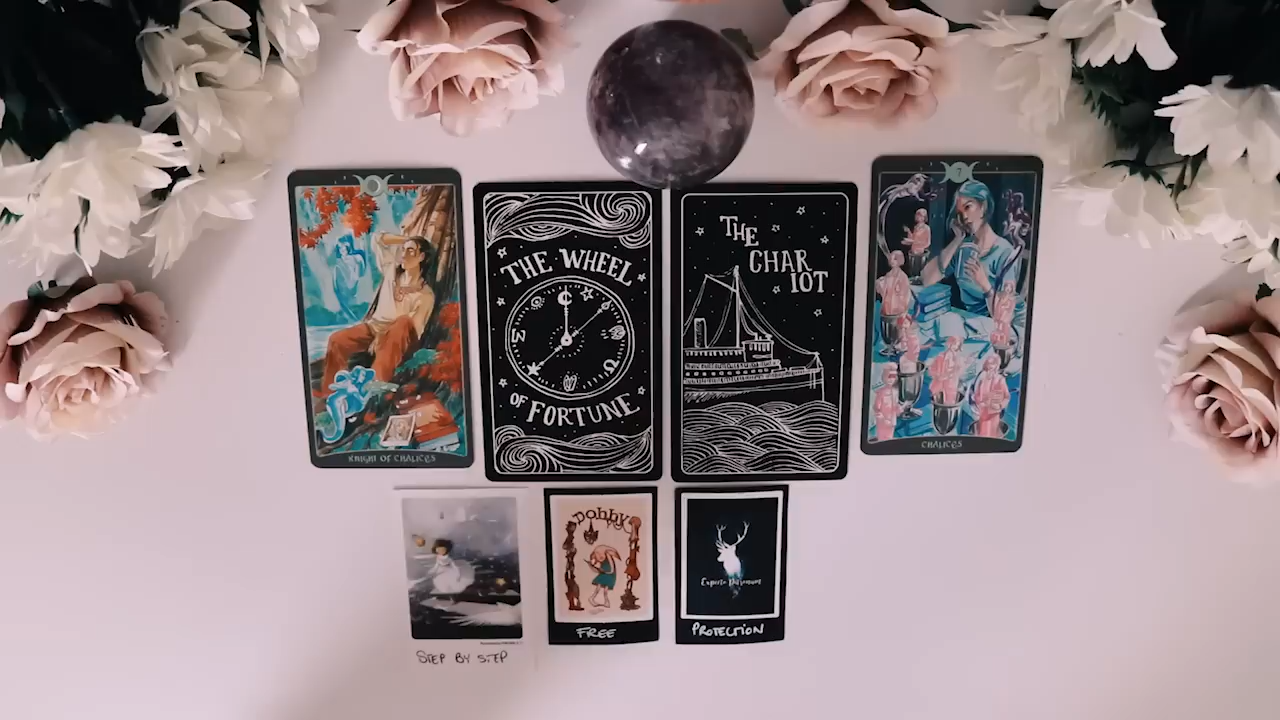 KNIGHT OF CHALICES
THE WHEEL
OF FORTUNE
THE
CHAR
IOT
7
CHALICES
STEP BY STEP
Dobby
FREE
Expecto Patronum
PROTECTION